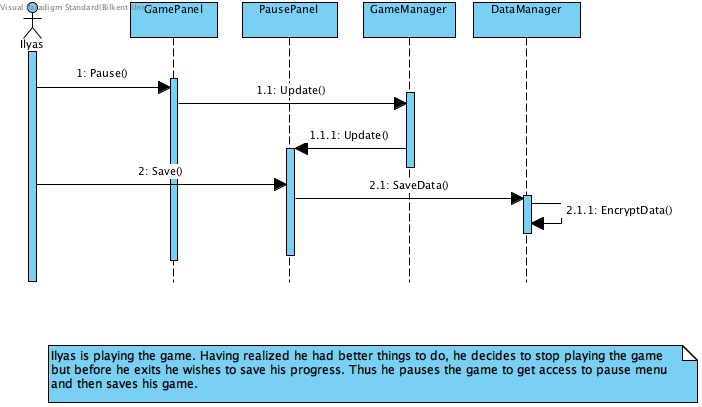 Visual Paradigm Standard(Bilkent
GamePanel
PausePanel
GameManager
DataManager
Ilyas
1: Pause()
1.1: Update()
1.1.1: Update()
2: Save()
2.1: SaveData()
2.1.1: EncryptData()
Ilyas is playing the game. Having realized he had better things to do, he decides to stop playing the game
but before he exits he wishes to save his progress. Thus he pauses the game to get access to pause menu
and then saves his game.